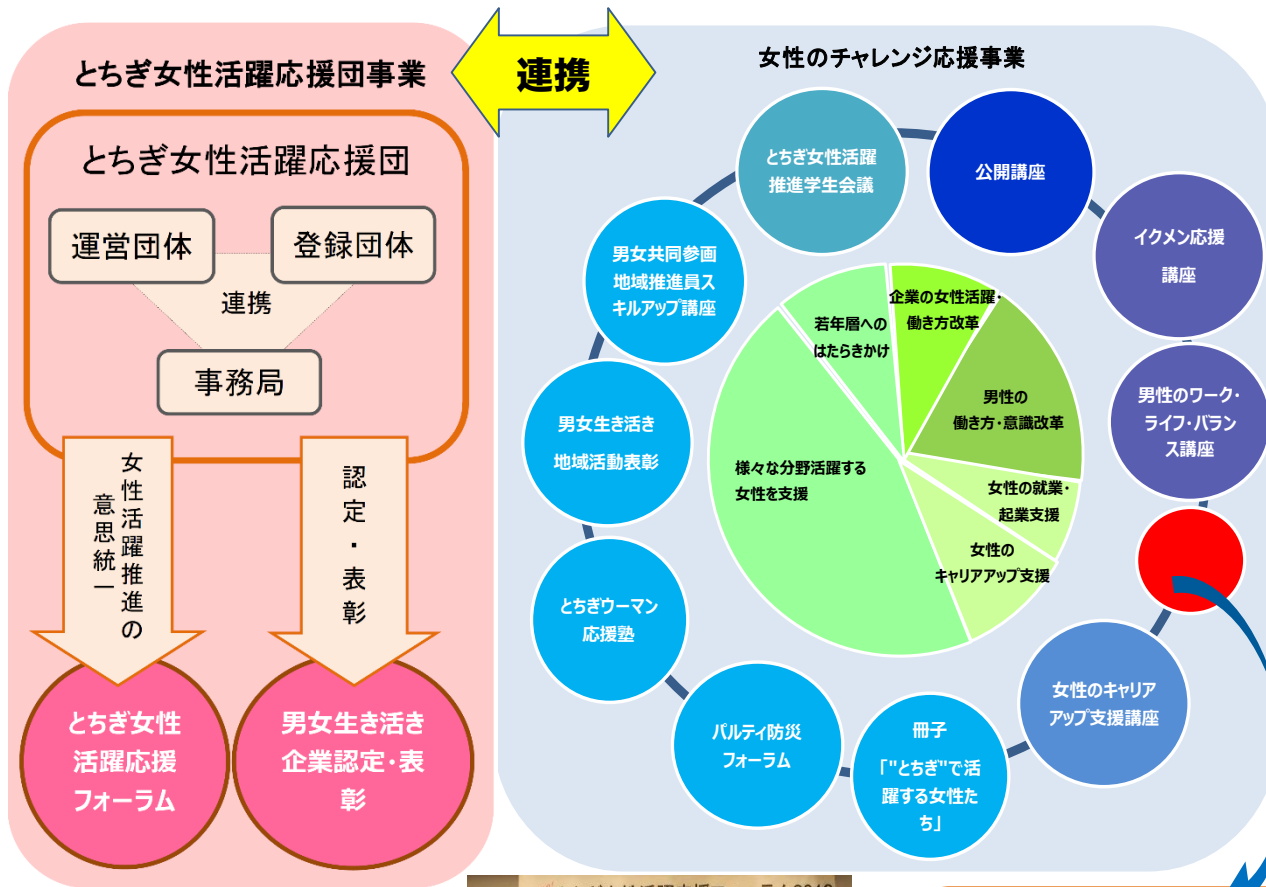 とちぎ女性活躍応援団事業
連携
女性のチャレンジ応援事業
とちぎ女性活躍応援団
運営団体
登録団体
連携
事務局
女性活躍推進の
意思統一
認定・表彰
とちぎ女性
活躍応援
フォーラム
男女生き活き
企業認定・表
彰
とちぎ女性活躍
推進学生会議
公開講座
イクメン応援
講座
男性のワーク・
ライフ・バラン
ス講座
女性のキャリア
アップ支援講座
冊子
「"とちぎ"で活
躍する女性た
ち」
パルティ防災
フォーラム
とちぎウーマン
応援塾
男女生き活き
地域活動表彰
男女共同参画
地域推進員ス
キルアップ講座
企業の女性活躍・
働き方改革
男性の
働き方・意識改革
女性の就業・
起業支援
女性の
キャリアアップ支援
様々な分野活躍する
女性を支援
若年層への
はたらきかけ